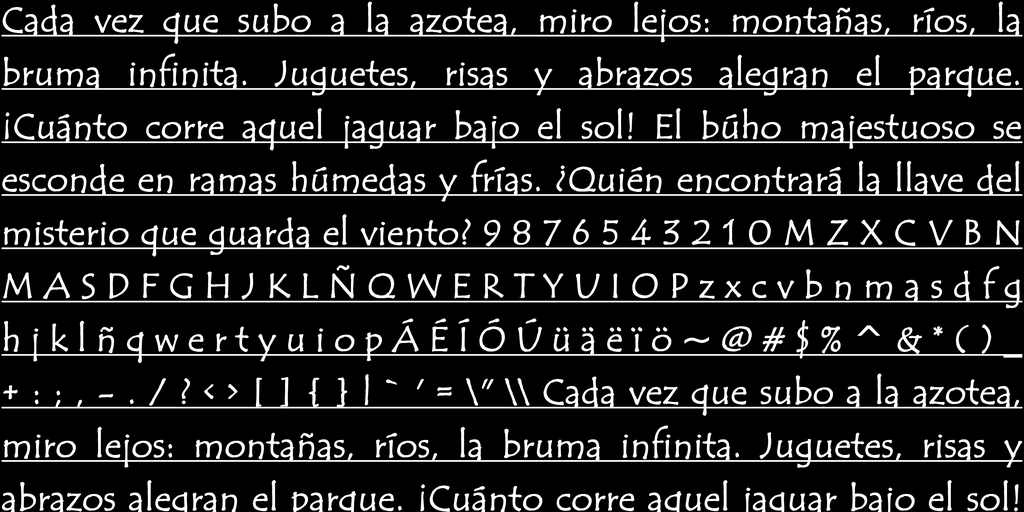 Cada vez que subo a la azotea, miro lejos: montañas, ríos, la
bruma infinita. Juguetes, risas y abrazos alegran el parque.
¡Cuánto corre aquel jaguar bajo el sol! El búho majestuoso se
esconde en ramas húmedas y frías. ¿Quién encontrará la llave del
misterio que guarda el viento? 9 8 7 6 5 4 3 2 1 0 M Z X C V B N
M A S D F G H J K L Ñ Q W E R T Y U I O P z x c v b n m a s d f g
h j k l ñ q w e r t y u i o p Á É Í Ó Ú ü ä ë ï ö ~ @ # $ % ^ & * ( ) _
+ : ; , - . / ? < > [ ] { } | ` ' = \" \\ Cada vez que subo a la azotea,
miro lejos: montañas, ríos, la bruma infinita. Juguetes, risas y
abrazos alegran el parque. ¡Cuánto corre aquel jaguar bajo el sol!